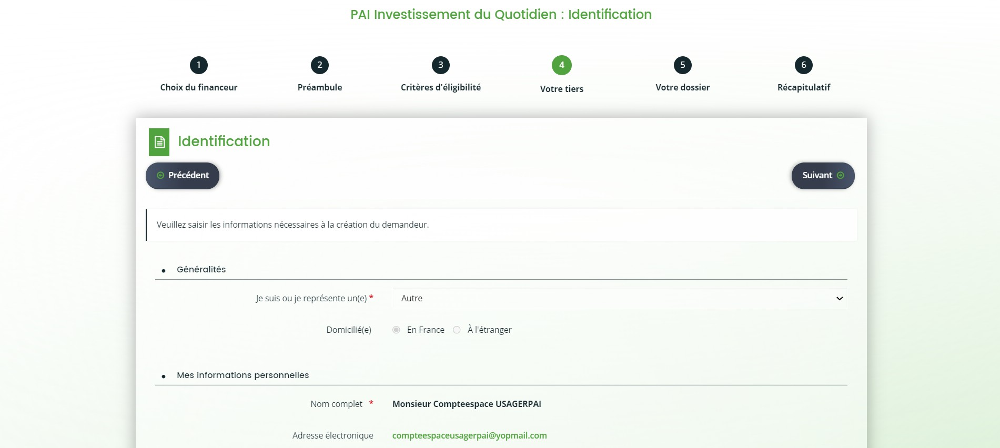 PAI Investissement du Quotidien : Identification
1 2 3 4 5 6
Choix du financeur Préambule Critères d'éligibilité Votre tiers Votre dossier Récapitulatif
Identification
Précédent Suivant
Veuillez saisir les informations nécessaires à la création du demandeur.
• Généralités
Je suis ou je représente un(e) * Autre
Domicilié(e) En France À l'étranger
• Mes informations personnelles
Nom complet * Monsieur Compteespace USAGERPAI
Adresse électronique compteespaceusagerpai@yopmail.com